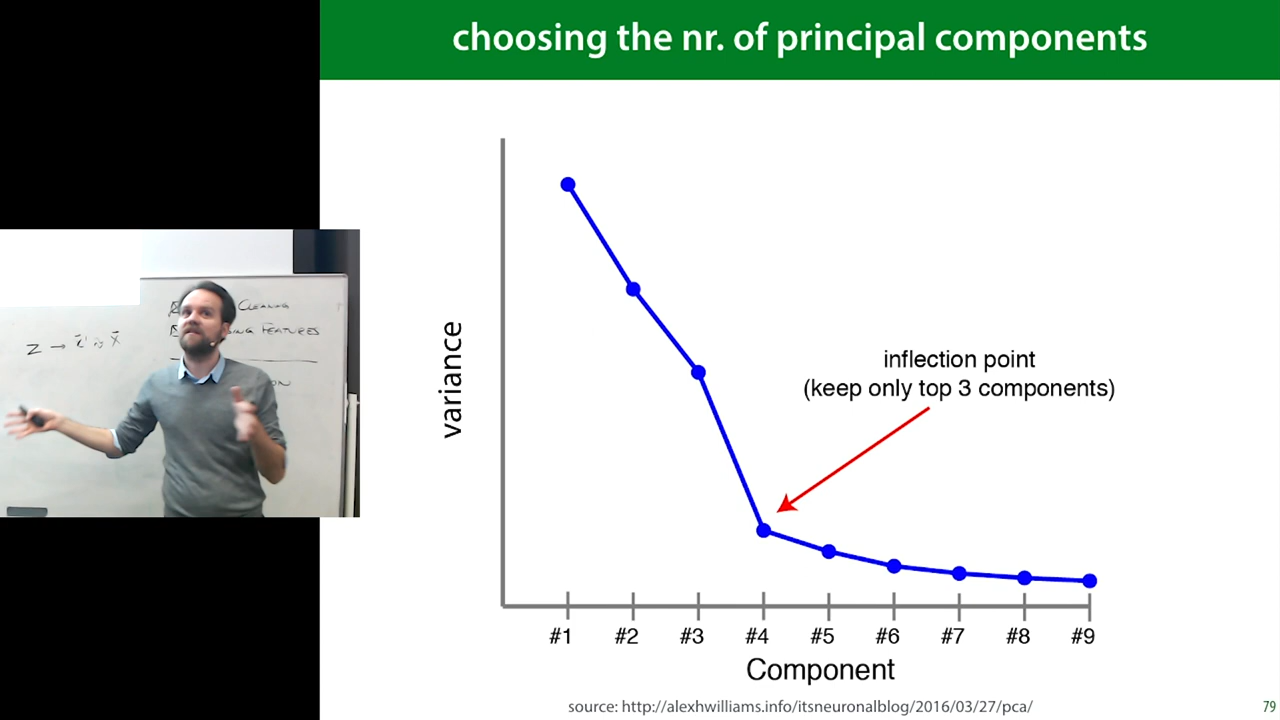 choosing the nr. of principal components
CLEANING
FEATURES
Z →
variance
inflection point
(keep only top 3 components)
#1 #2 #3 #4 #5 #6 #7 #8 #9
Component
source: http://alexhwilliams.info/itsneuronalblog/2016/03/27/pca/
79